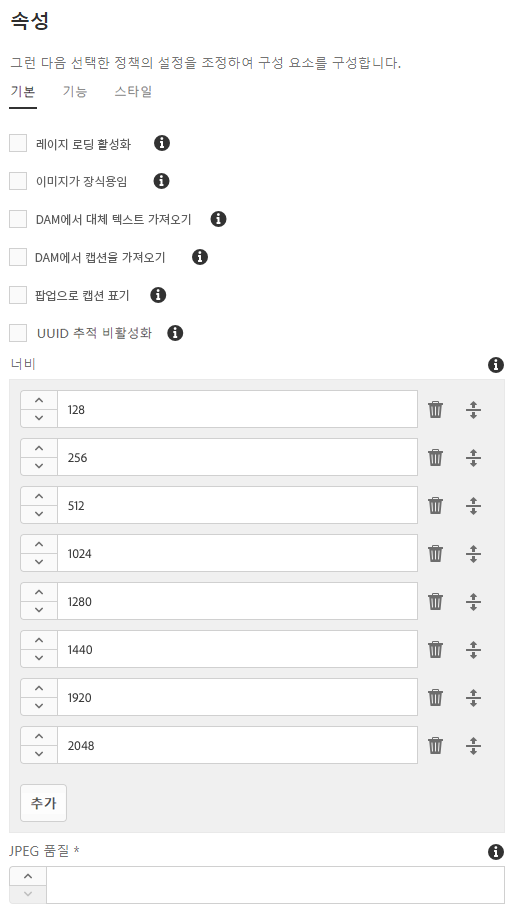 속성
그런 다음 선택한 정책의 설정을 조정하여 구성 요소를 구성합니다.
기본 기능 스타일
레이지 로딩 활성화
이미지가 장식용임
DAM에서 대체 텍스트 가져오기
DAM에서 캡션을 가져오기
팝업으로 캡션 표기
UUID 추적 비활성화
너비
128
256
512
1024
1280
1440
1920
2048
추가
JPEG 품질 *